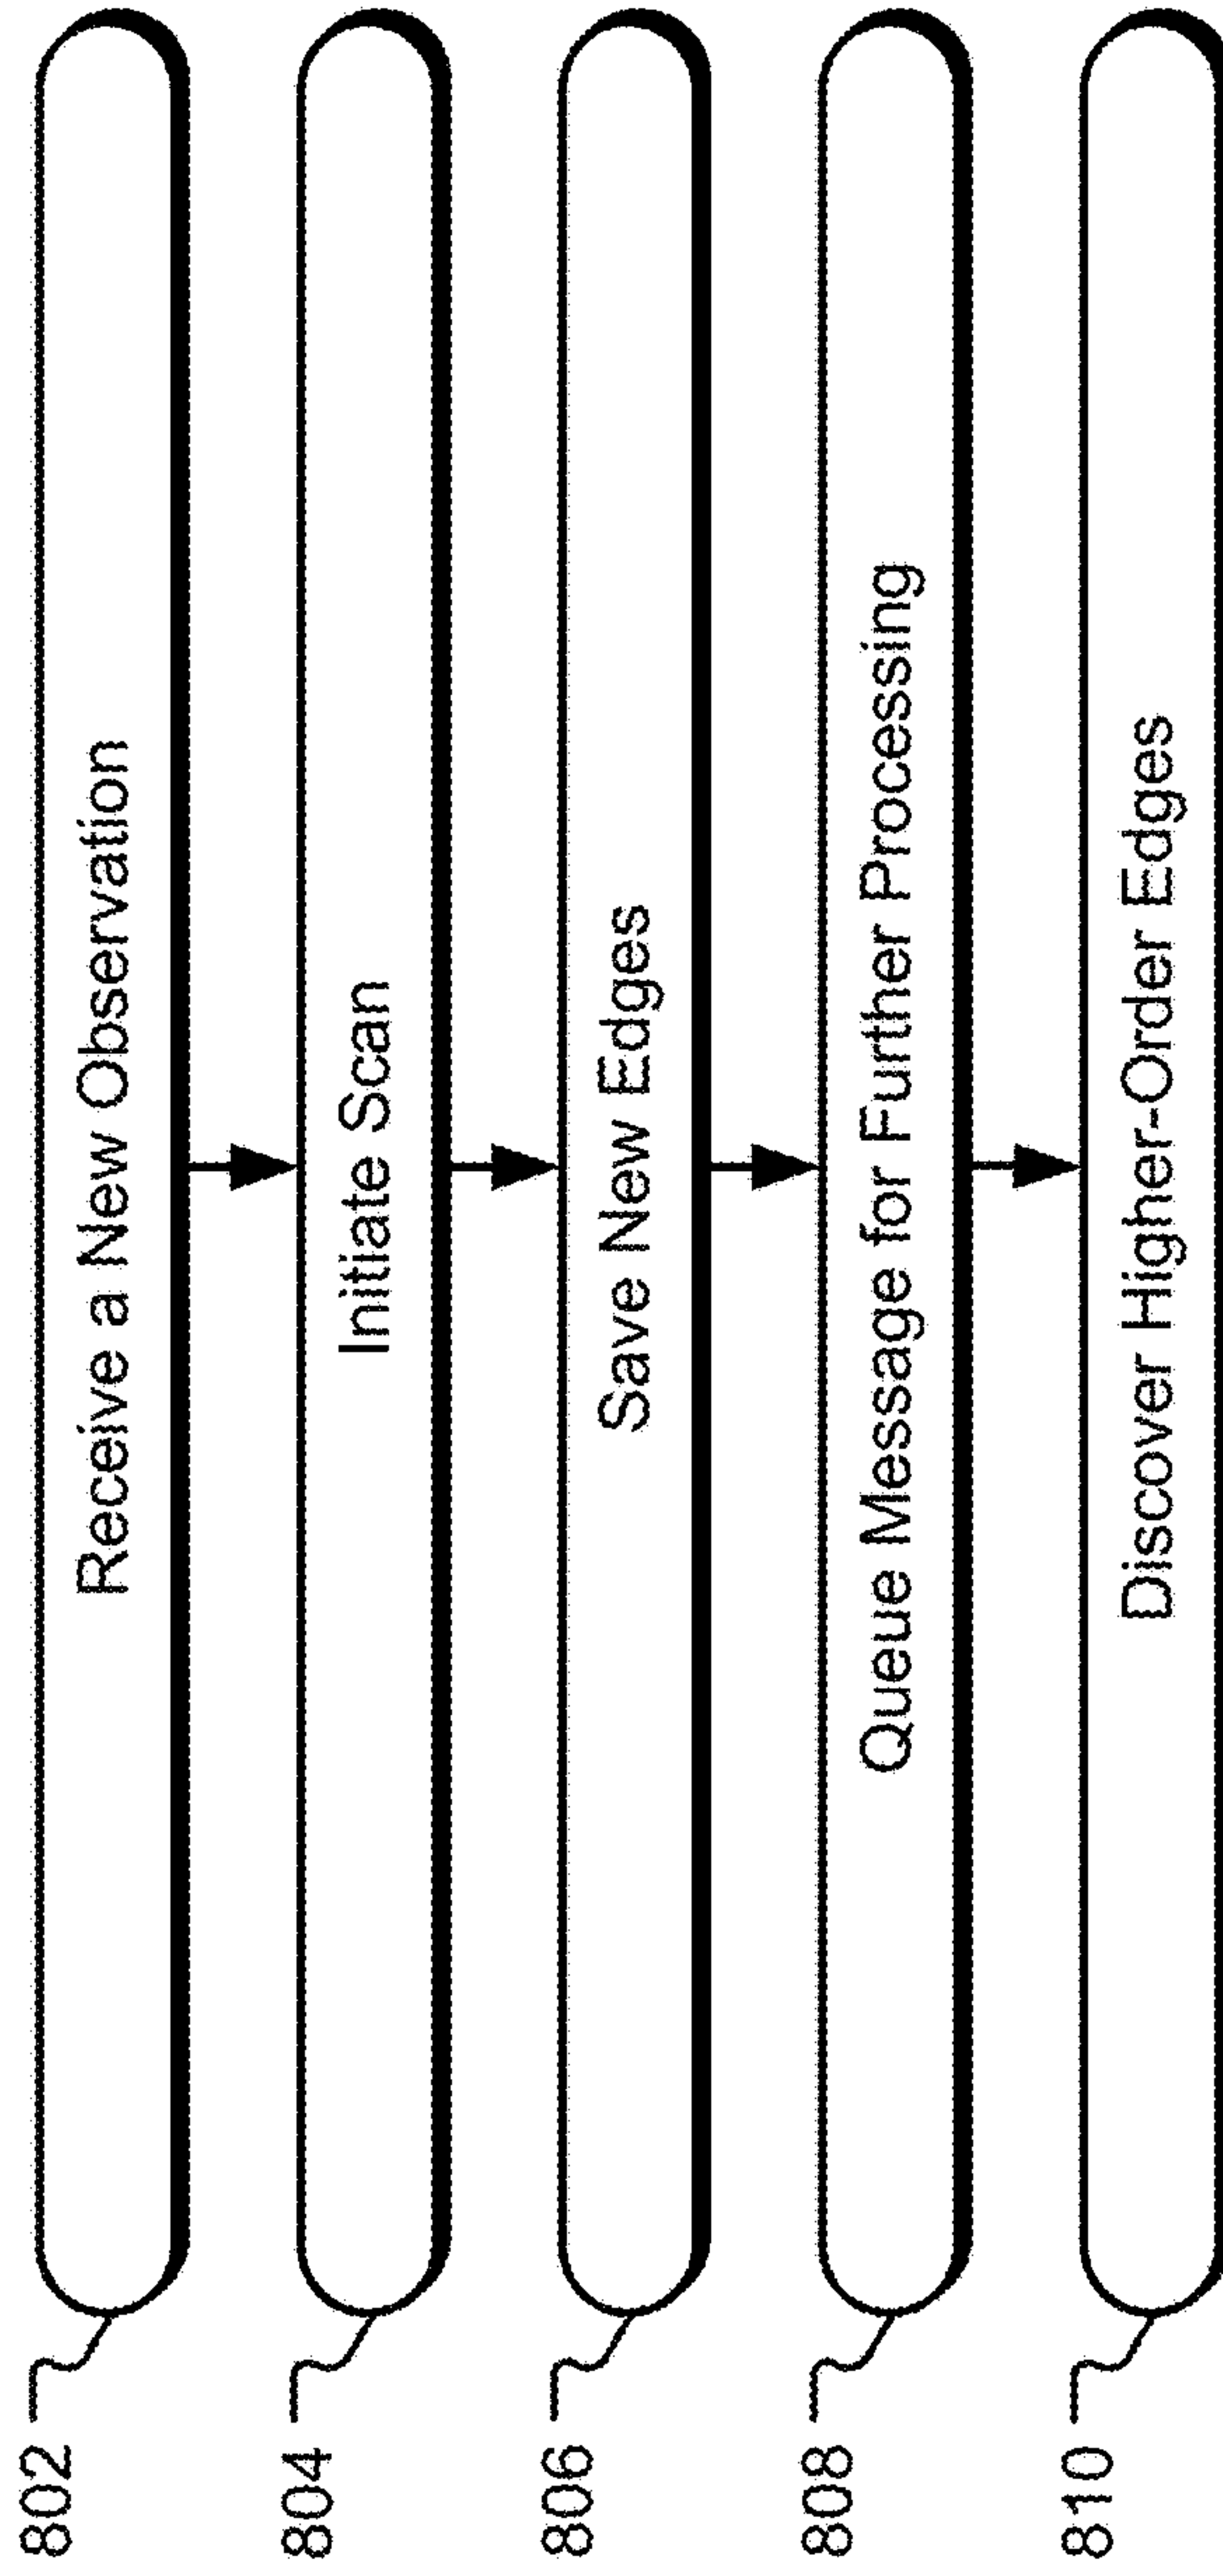 802
Receive a New Observation
804
Initiate Scan
806
Save New Edges
808
Queue Message for Further Processing
810
Discover Higher-Order Edges